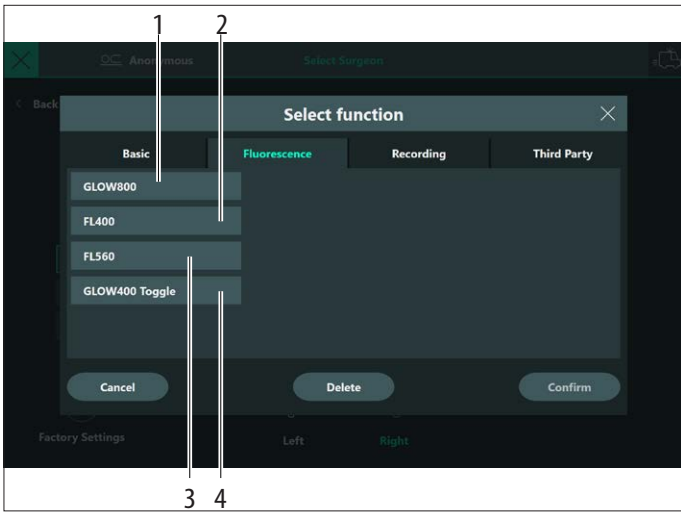 1 2
Anonymous Select Surgeon
Back
Select function
Basic Fluorescence Recording Third Party
GLOW800
FL400
FL560
GLOW400 Toggle
Cancel Delete Confirm
Factory Settings Left Right
3 4